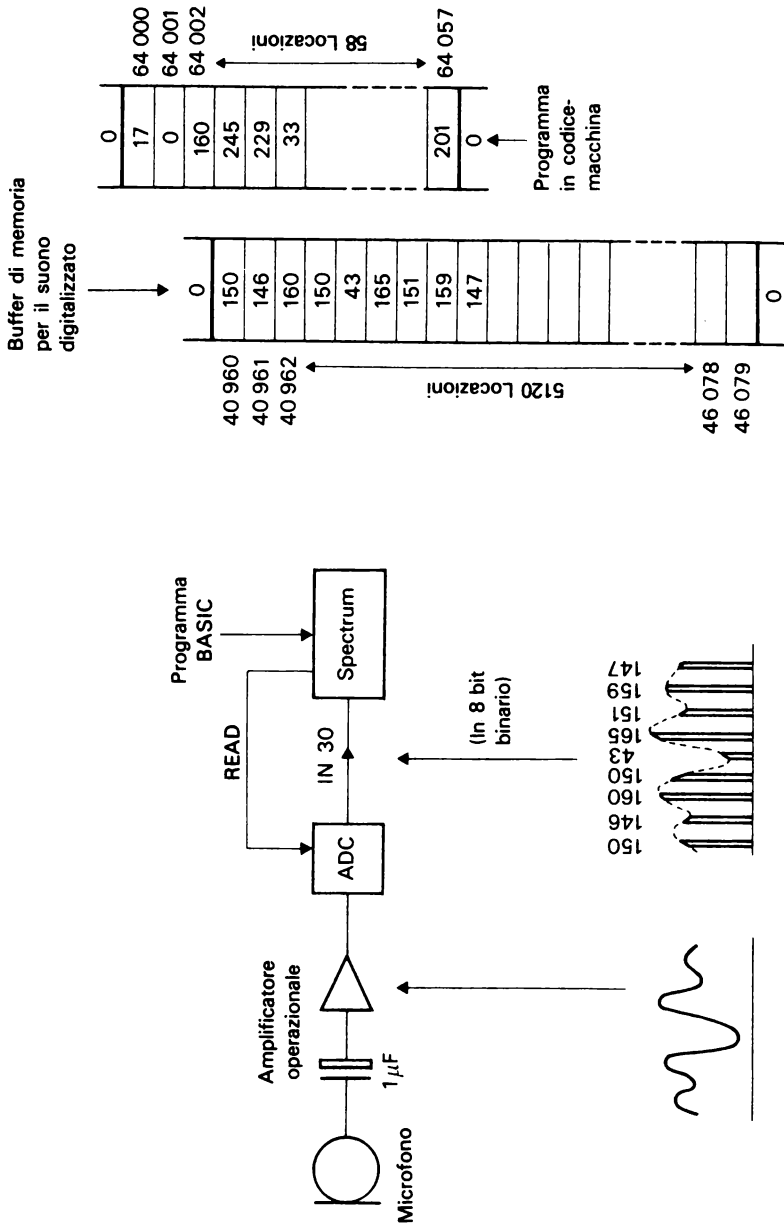 Microfono
1 µF
Amplificatore
operazionale
ADC
READ
IN 30
Programma
BASIC
Spectrum
(In 8 bit
binario)
150
146
160
150
43
165
151
159
147
Buffer di memoria
per il suono
digitalizzato
40 960
40 961
40 962
5120 Locazioni
46 078
46 079
0
150
146
160
150
43
165
151
159
147
0
0
17
0
160
245
229
33
201
0
64 000
64 001
64 002
58 Locazioni
64 057
Programma
in codice-
macchina